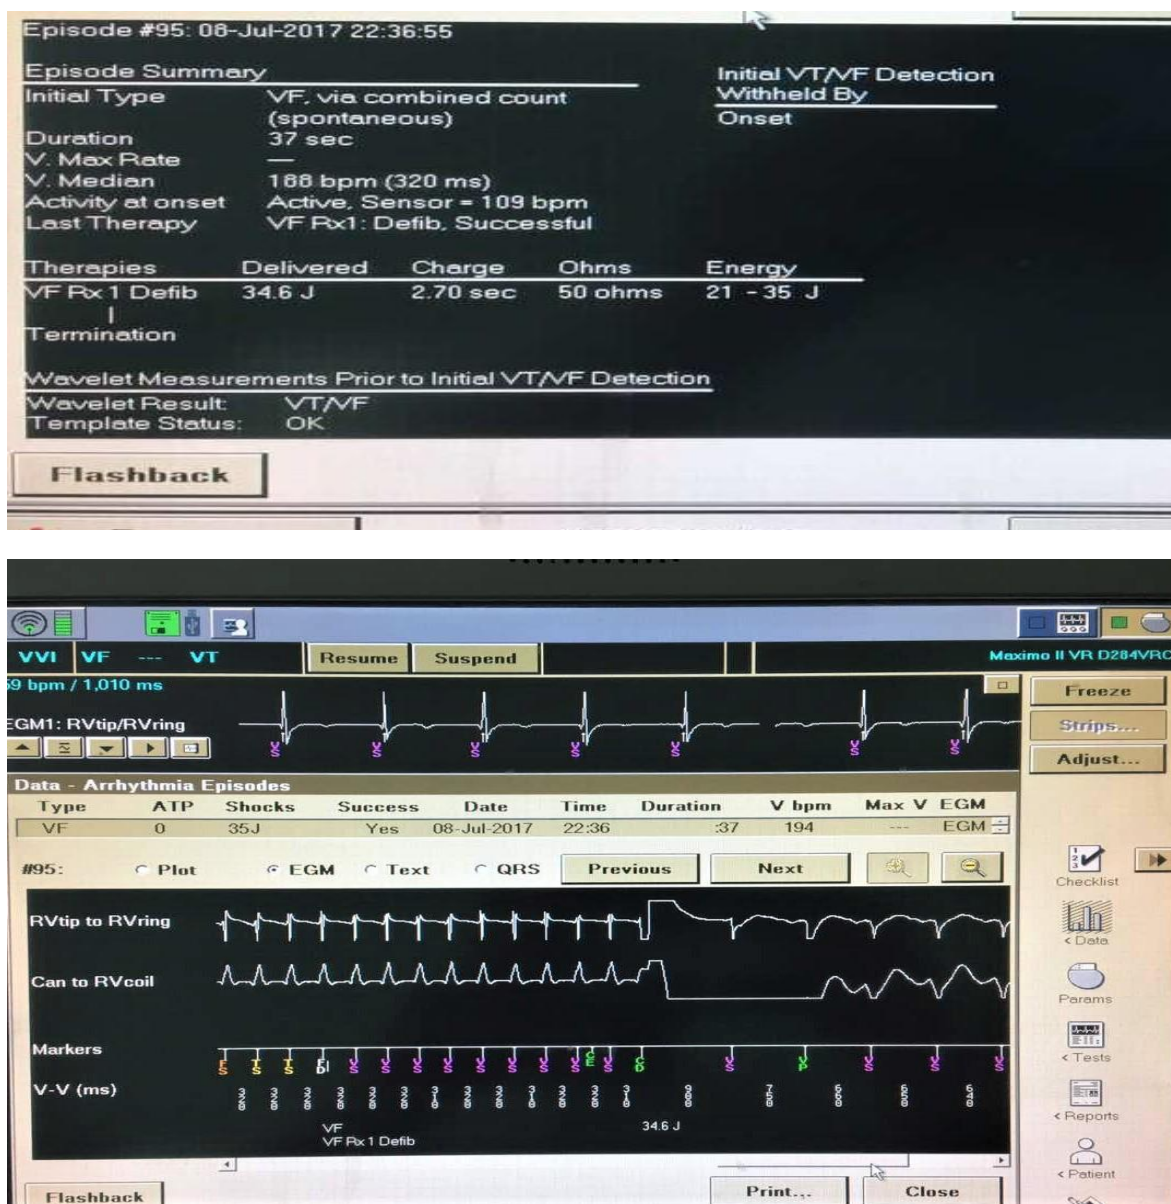 Episode #95: 08-Jul-2017 22:36:55
Episode Summary
Initial VT/VF Detection
Withheld By
Initial Type VF, via combined count
(spontaneous)
Onset
Duration 37 sec
V. Max Rate —
V. Median 188 bpm (320 ms)
Activity at onset Active, Sensor = 109 bpm
Last Therapy VF Rx1: Defib, Successful
Therapies Delivered Charge Ohms Energy
VF Rx 1 Defib 34.6 J 2.70 sec 50 ohms 21 - 35 J
Termination
Wavelet Measurements Prior to Initial VT/VF Detection
Wavelet Result: VT/VF
Template Status: OK
Flashback
VVI VF --- VT Resume Suspend Maximo II VR D284VRC
59 bpm / 1,010 ms
Freeze
EGM1: RVtip/RVring
Strips...
VS VS VS VS VS VS VS
Adjust...
Data - Arrhythmia Episodes
Type ATP Shocks Success Date Time Duration V bpm Max V EGM
VF 0 35J Yes 08-Jul-2017 22:36 :37 194 --- EGM
#95: Plot EGM Text QRS Previous Next
Checklist
RVtip to RVring
< Data
Can to RVcoil
Params
Markers
< Tests
V-V (ms)
VF
VF Rx 1 Defib
34.6 J
< Reports
< Patient
Flashback Print... Close